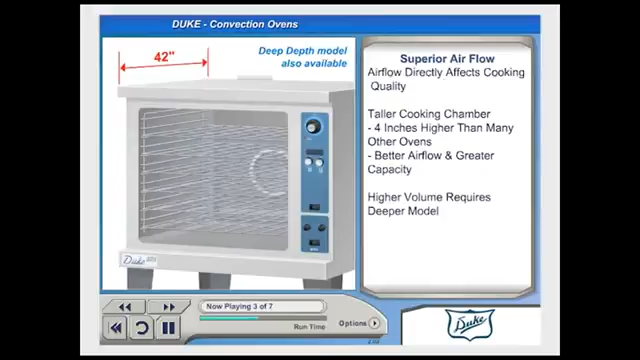 DUKE - Convection Ovens
42"
Deep Depth model
also available
Superior Air Flow
Airflow Directly Affects Cooking
Quality
Taller Cooking Chamber
- 4 Inches Higher Than Many
Other Ovens
- Better Airflow & Greater
Capacity
Higher Volume Requires
Deeper Model
Duke
Now Playing 3 of 7
Run Time
Options
Duke